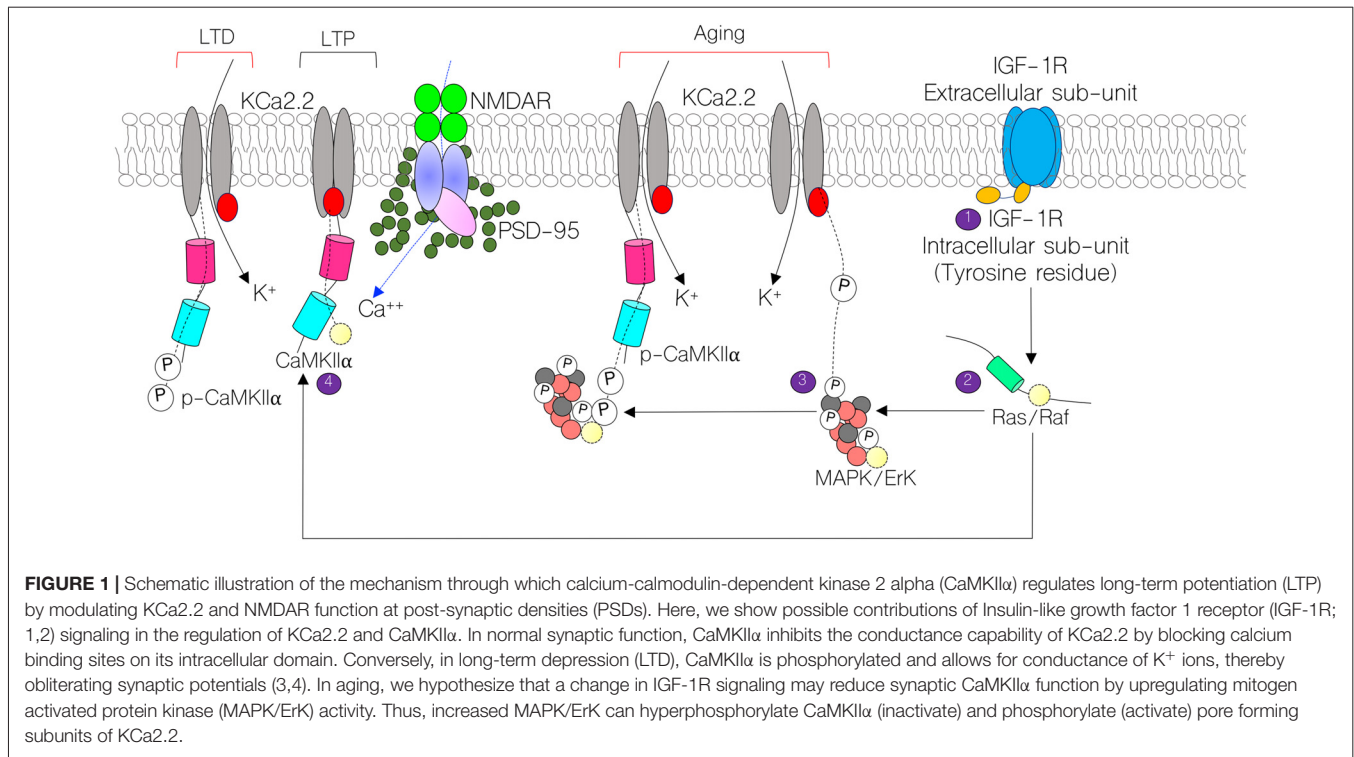 LTD
LTP
Aging
KCa2.2
NMDAR
KCa2.2
IGF-1R
Extracellular sub-unit
PSD-95
1
IGF-1R
Intracellular sub-unit
(Tyrosine residue)
K⁺
Ca⁺⁺
K⁺
K⁺
P
CaMKIIα
4
p-CaMKIIα
P
P
p-CaMKIIα
P
P
P
P
P
P
3
P
P
P
2
Ras/Raf
MAPK/ErK
FIGURE 1 | Schematic illustration of the mechanism through which calcium-calmodulin-dependent kinase 2 alpha (CaMKIIα) regulates long-term potentiation (LTP)
by modulating KCa2.2 and NMDAR function at post-synaptic densities (PSDs). Here, we show possible contributions of Insulin-like growth factor 1 receptor (IGF-1R;
1,2) signaling in the regulation of KCa2.2 and CaMKIIα. In normal synaptic function, CaMKIIα inhibits the conductance capability of KCa2.2 by blocking calcium
binding sites on its intracellular domain. Conversely, in long-term depression (LTD), CaMKIIα is phosphorylated and allows for conductance of K⁺ ions, thereby
obliterating synaptic potentials (3,4). In aging, we hypothesize that a change in IGF-1R signaling may reduce synaptic CaMKIIα function by upregulating mitogen
activated protein kinase (MAPK/ErK) activity. Thus, increased MAPK/ErK can hyperphosphorylate CaMKIIα (inactivate) and phosphorylate (activate) pore forming
subunits of KCa2.2.